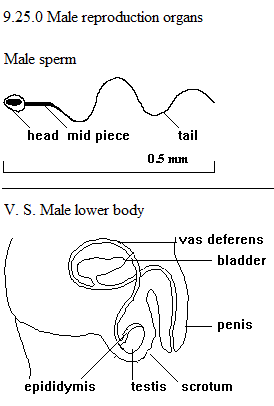 9.25.0 Male reproduction organs
Male sperm
head mid piece tail
0.5 mm
V. S. Male lower body
vas deferens
bladder
penis
epididymis testis scrotum